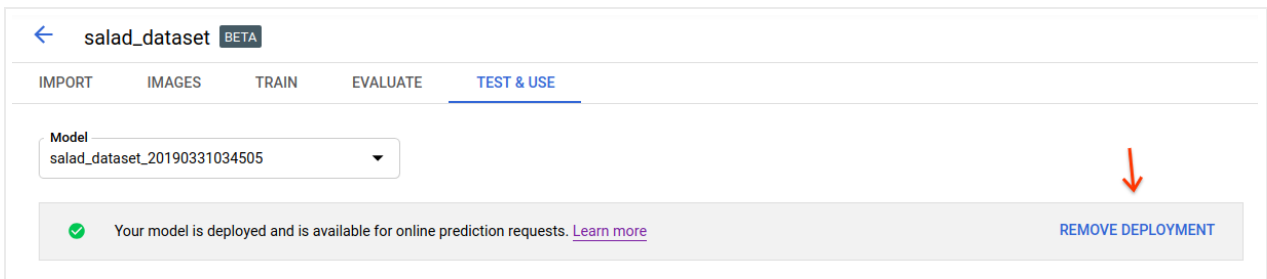 salad_dataset BETA
IMPORT IMAGES TRAIN EVALUATE TEST & USE
Model
salad_dataset_20190331034505
Your model is deployed and is available for online prediction requests. Learn more REMOVE DEPLOYMENT